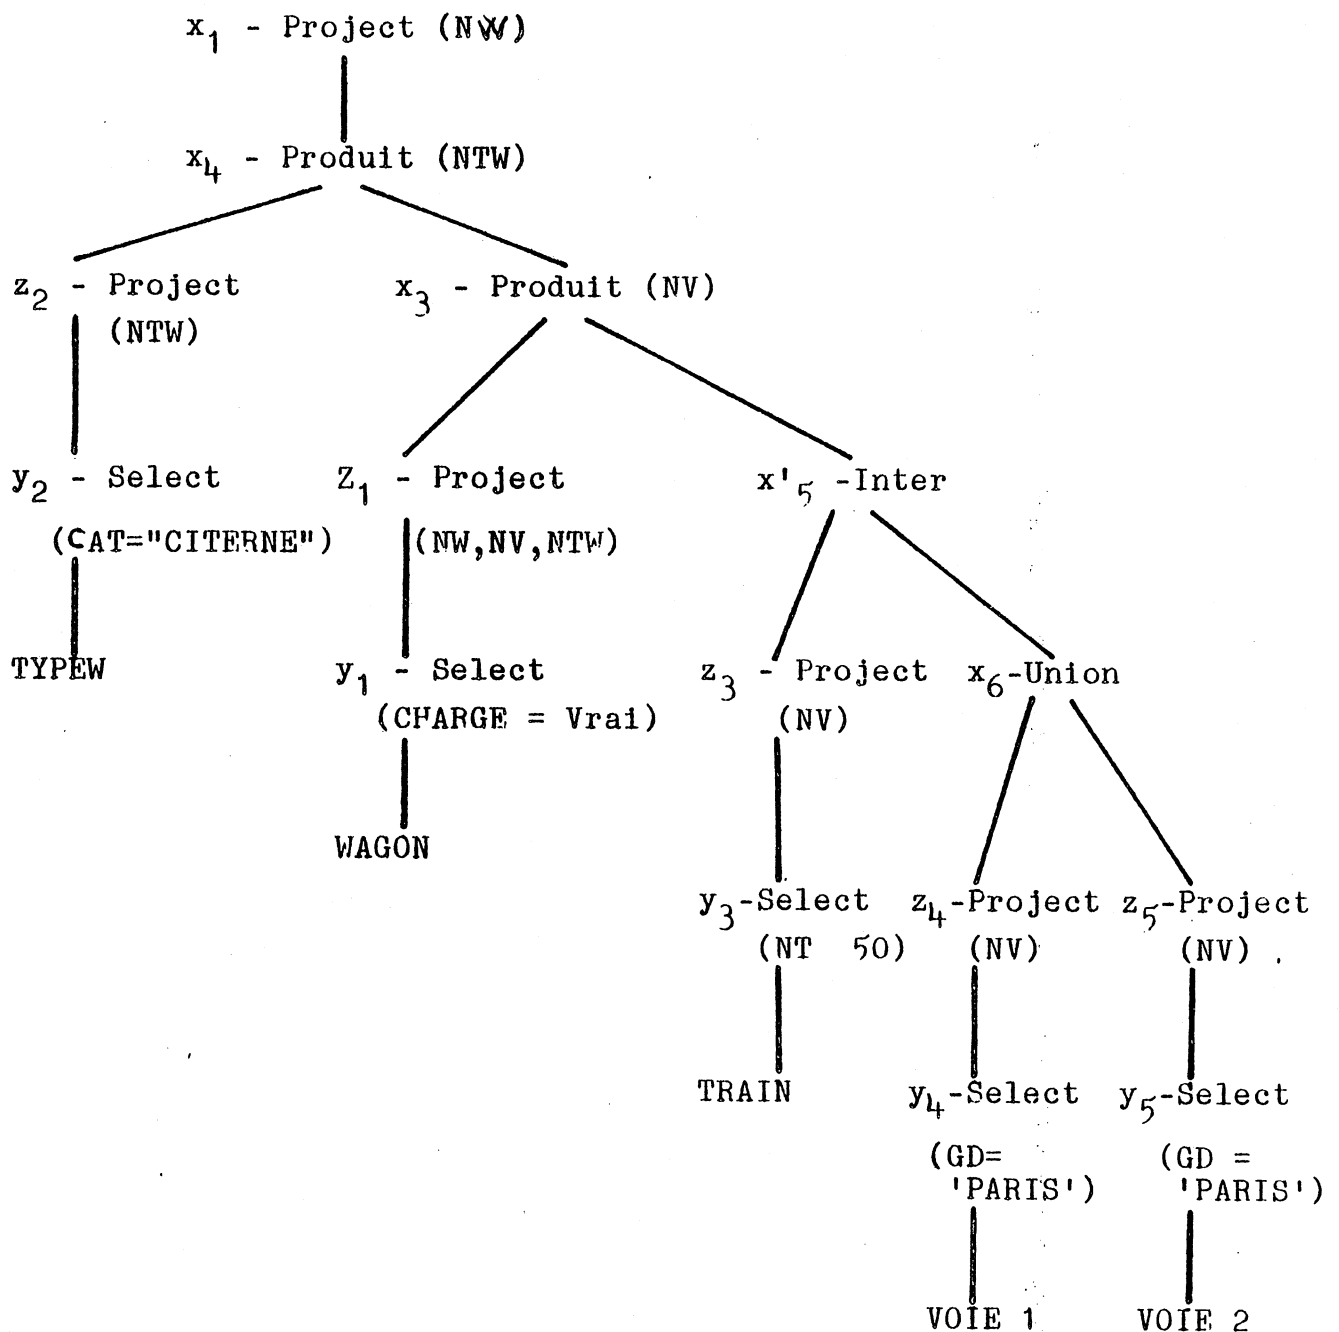 x1 - Project (NW)
x4 - Produit (NTW)
z2 - Project
(NTW)
x3 - Produit (NV)
y2 - Select
(CAT="CITERNE")
TYPEW
Z1 - Project
(NW,NV,NTW)
y1 - Select
(CHARGE = Vrai)
WAGON
x'5 -Inter
z3 - Project
(NV)
y3-Select
(NT 50)
TRAIN
x6-Union
z4-Project
(NV)
y4-Select
(GD=
'PARIS')
VOIE 1
z5-Project
(NV)
y5-Select
(GD =
'PARIS')
VOIE 2